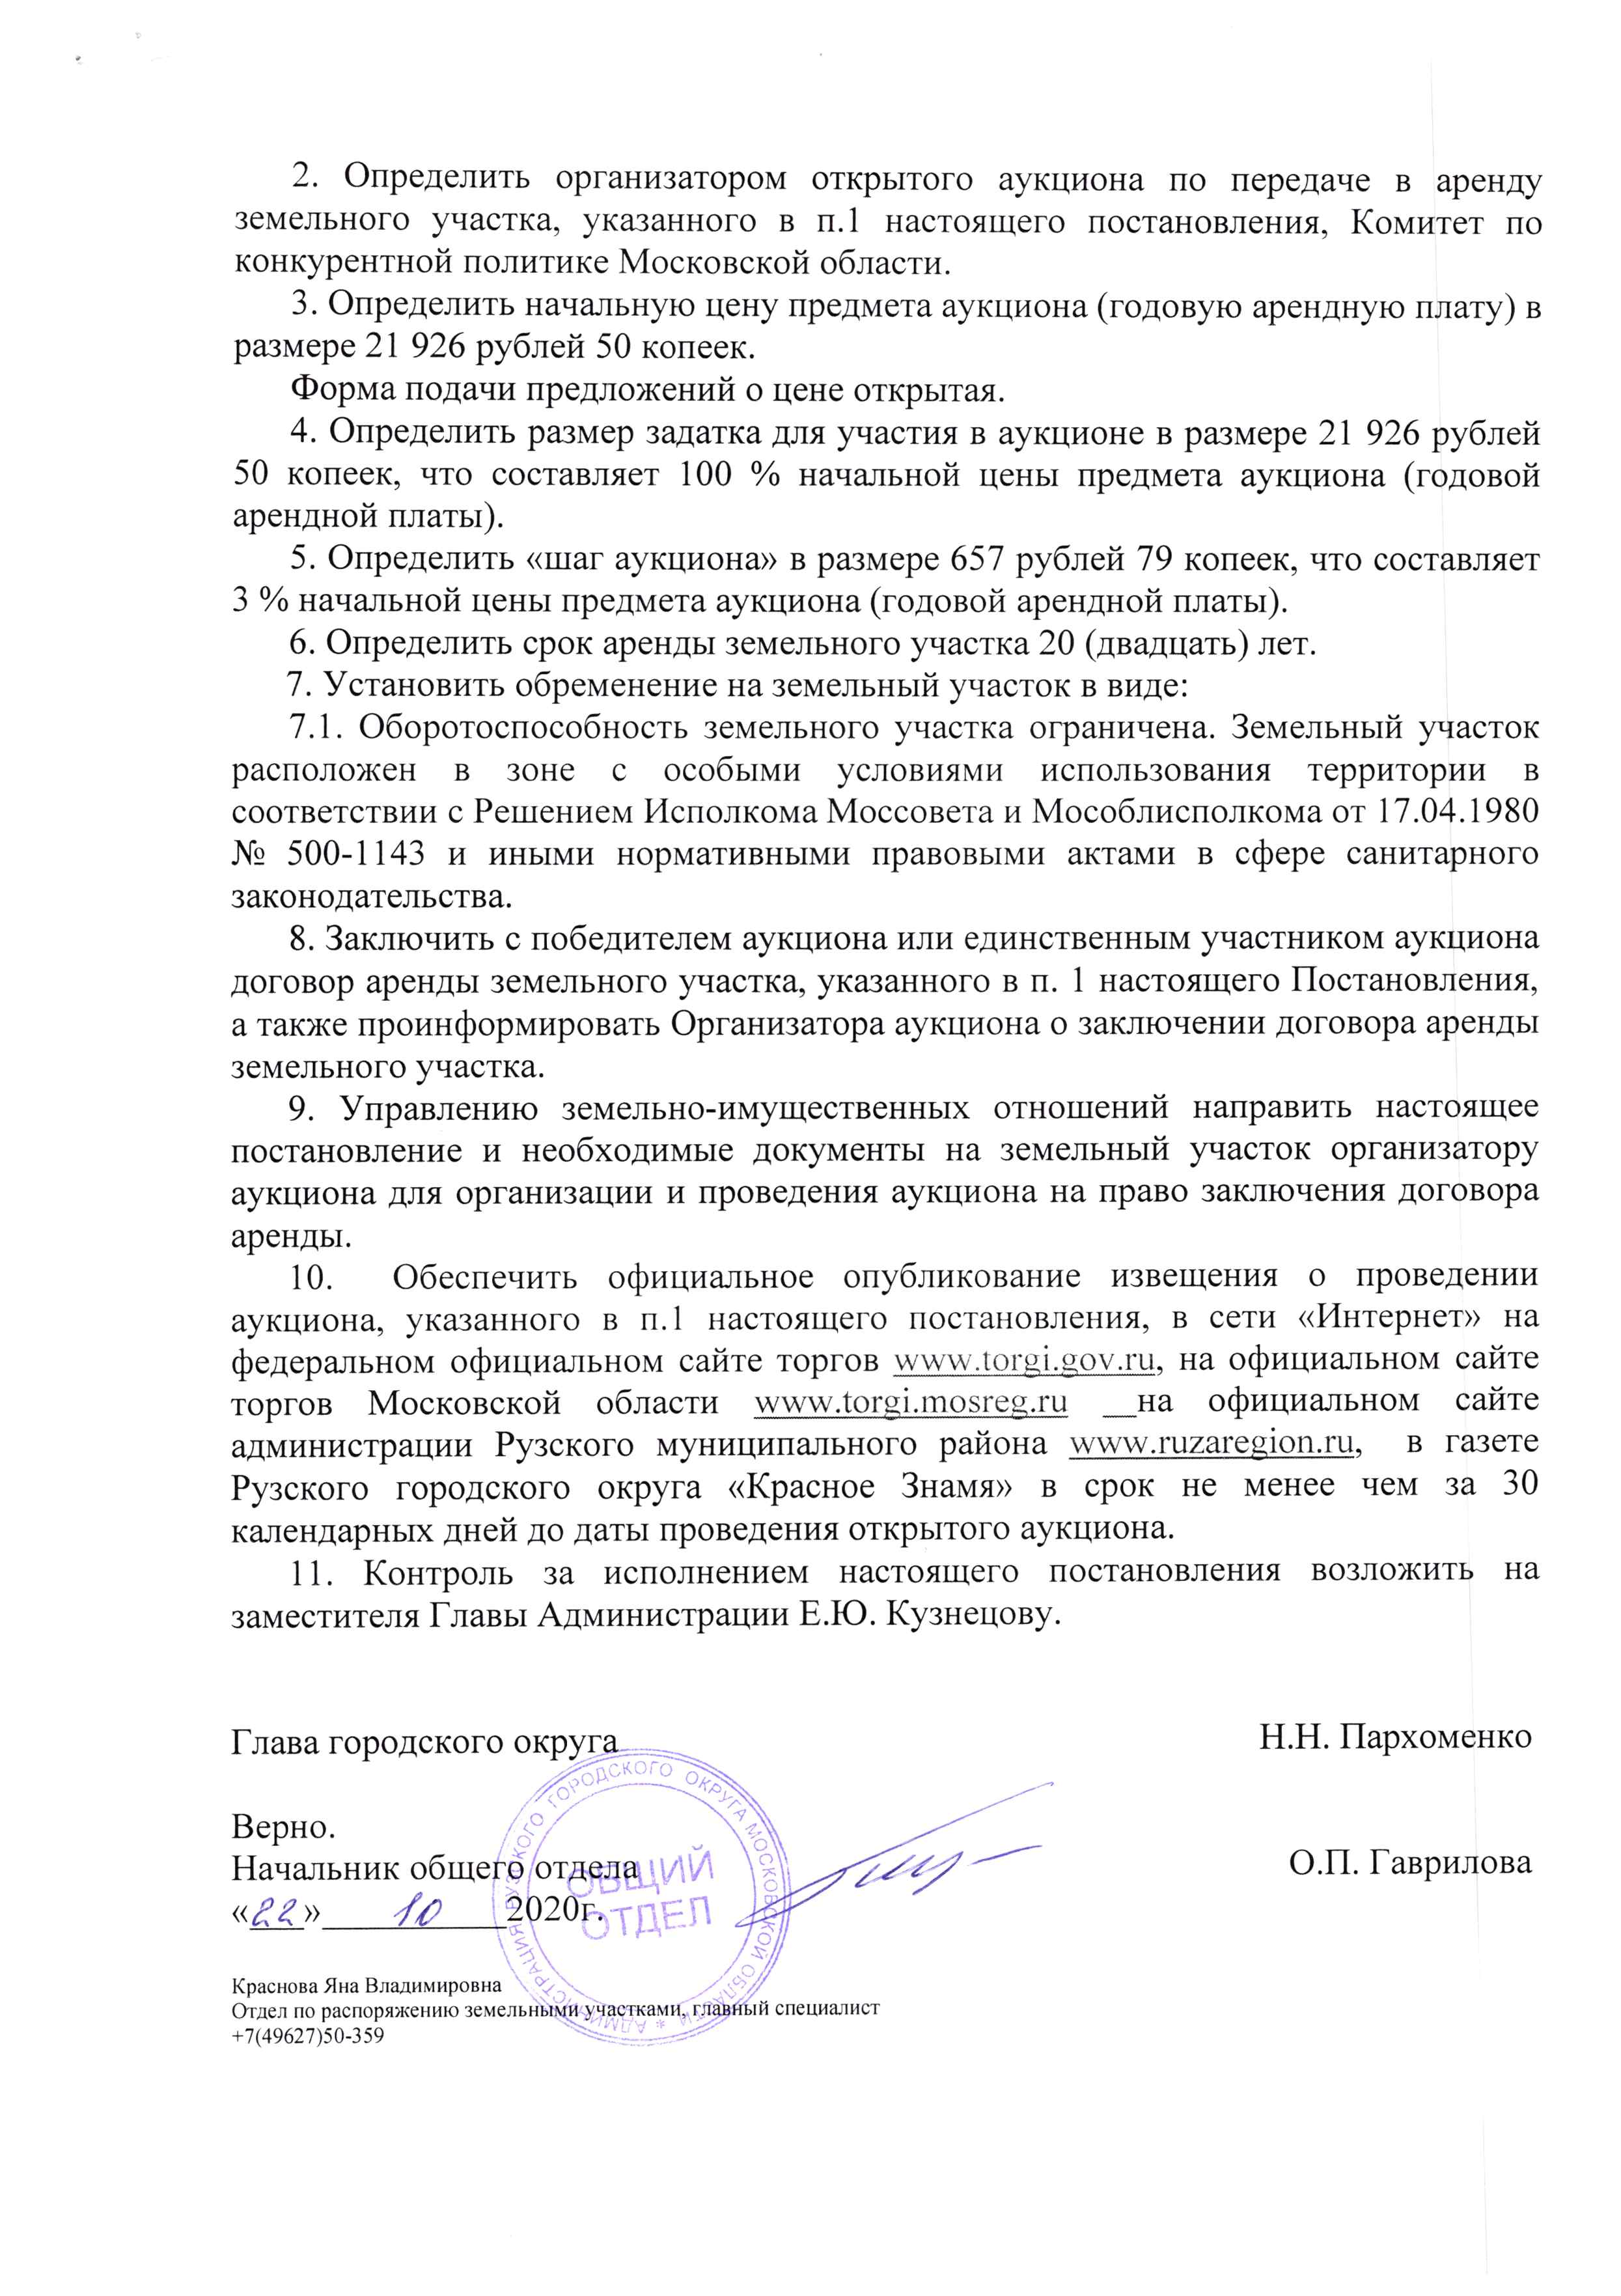 2. Определить организатором открытого аукциона по передаче в аренду
земельного участка, указанного в п.1 настоящего постановления, Комитет по
конкурентной политике Московской области.
3. Определить начальную цену предмета аукциона (годовую арендную плату) в
размере 21 926 рублей 50 копеек.
Форма подачи предложений о цене открытая.
4. Определить размер задатка для участия в аукционе в размере 21 926 рублей
50 копеек, что составляет 100 % начальной цены предмета аукциона (годовой
арендной платы).
5. Определить «шаг аукциона» в размере 657 рублей 79 копеек, что составляет
3 % начальной цены предмета аукциона (годовой арендной платы).
6. Определить срок аренды земельного участка 20 (двадцать) лет.
7. Установить обременение на земельный участок в виде:
7.1. Оборотоспособность земельного участка ограничена. Земельный участок
расположен в зоне с особыми условиями использования территории в
соответствии с Решением Исполкома Моссовета и Мособлисполкома от 17.04.1980
№ 500-1143 и иными нормативными правовыми актами в сфере санитарного
законодательства.
8. Заключить с победителем аукциона или единственным участником аукциона
договор аренды земельного участка, указанного в п. 1 настоящего Постановления,
а также проинформировать Организатора аукциона о заключении договора аренды
земельного участка.
9. Управлению земельно-имущественных отношений направить настоящее
постановление и необходимые документы на земельный участок организатору
аукциона для организации и проведения аукциона на право заключения договора
аренды.
10. Обеспечить официальное опубликование извещения о проведении
аукциона, указанного в п.1 настоящего постановления, в сети «Интернет» на
федеральном официальном сайте торгов www.torgi.gov.ru, на официальном сайте
торгов Московской области www.torgi.mosreg.ru __на официальном сайте
администрации Рузского муниципального района www.ruzaregion.ru, в газете
Рузского городского округа «Красное Знамя» в срок не менее чем за 30
календарных дней до даты проведения открытого аукциона.
11. Контроль за исполнением настоящего постановления возложить на
заместителя Главы Администрации Е.Ю. Кузнецову.
Глава городского округа Н.Н. Пархоменко
Верно.
Начальник общего отдела О.П. Гаврилова
«22» 10 2020г.
АДМИНИСТРАЦИЯ РУЗСКОГО ГОРОДСКОГО ОКРУГА МОСКОВСКОЙ ОБЛАСТИ *
ОБЩИЙ
ОТДЕЛ
Краснова Яна Владимировна
Отдел по распоряжению земельными участками, главный специалист
+7(49627)50-359